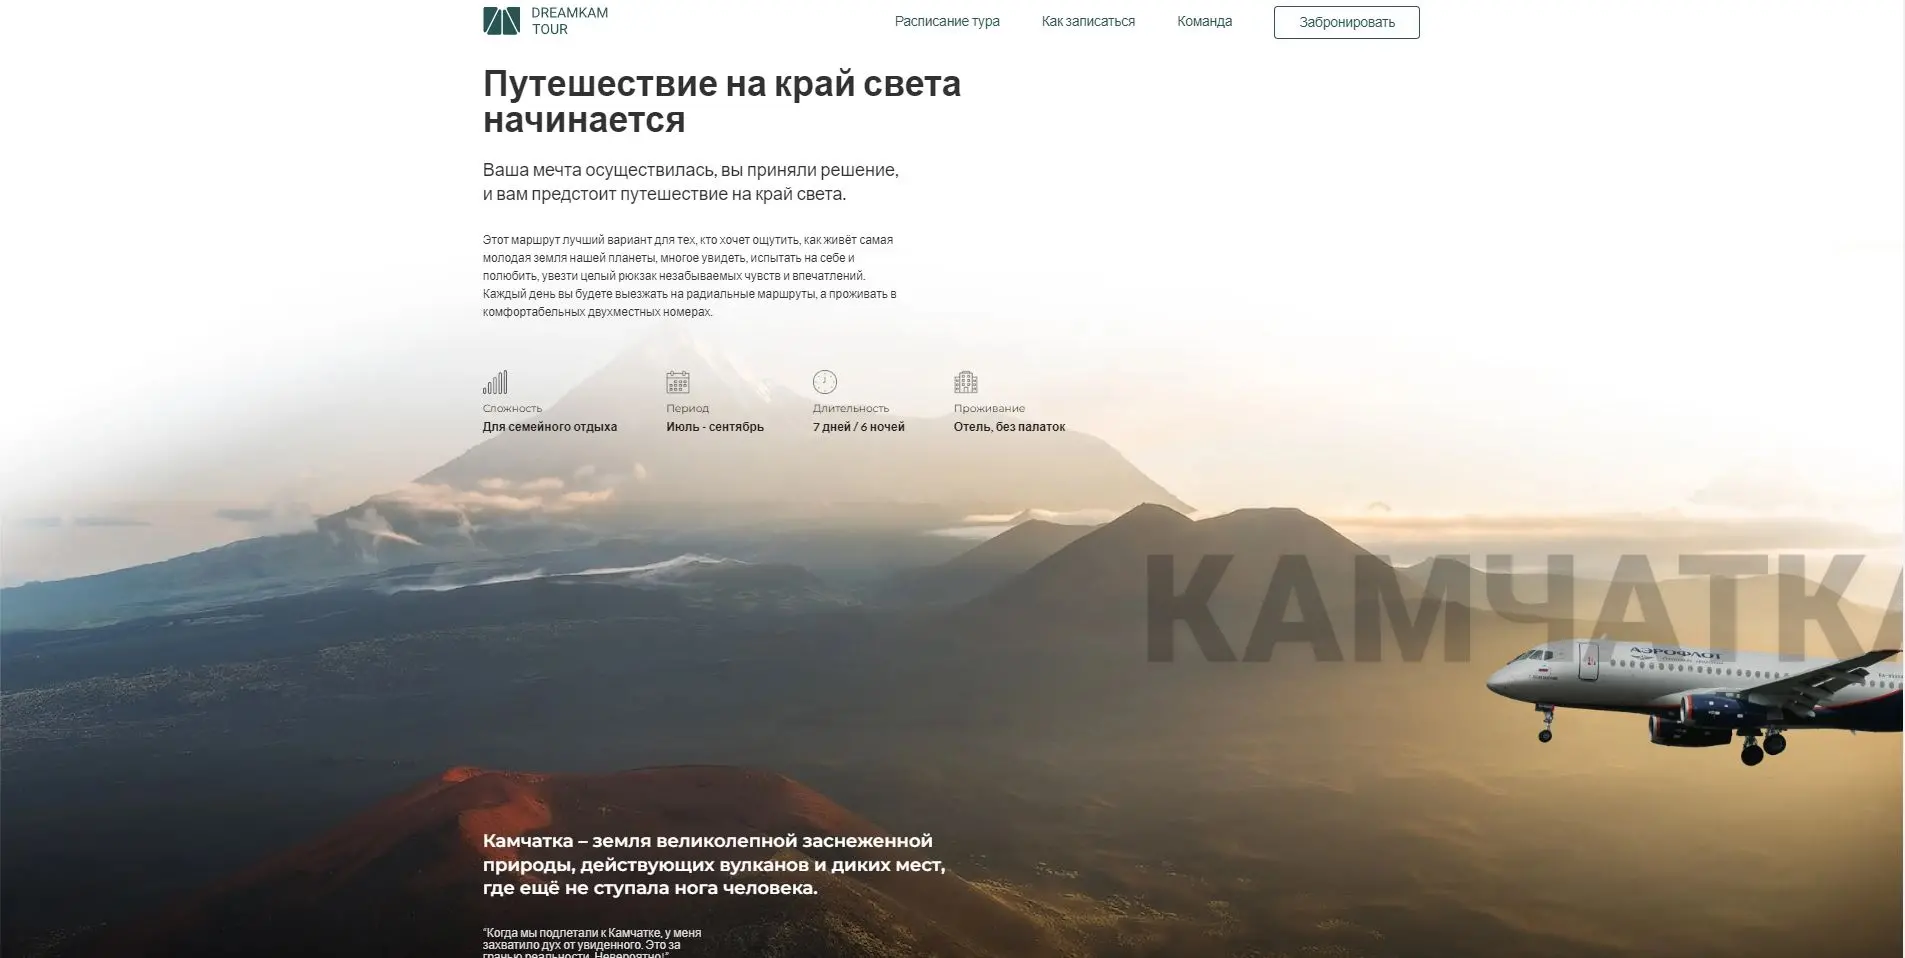 DREAMKAM
TOUR
Расписание тура
Как записаться
Команда
Забронировать
Путешествие на край света
начинается
Ваша мечта осуществилась, вы приняли решение,
и вам предстоит путешествие на край света.
Этот маршрут лучший вариант для тех, кто хочет ощутить, как живёт самая
молодая земля нашей планеты, многое увидеть, испытать на себе и
полюбить, увезти целый рюкзак незабываемых чувств и впечатлений.
Каждый день вы будете выезжать на радиальные маршруты, а проживать в
комфортабельных двухместных номерах.
Сложность
Для семейного отдыха
Период
Июль - сентябрь
Длительность
7 дней / 6 ночей
Проживание
Отель, без палаток
КАМЧАТКА
АЭРОФЛОТ
Камчатка – земля великолепной заснеженной
природы, действующих вулканов и диких мест,
где ещё не ступала нога человека.
“Когда мы подлетали к Камчатке, у меня
захватило дух от увиденного. Это за
гранью реальности. Невероятно!”